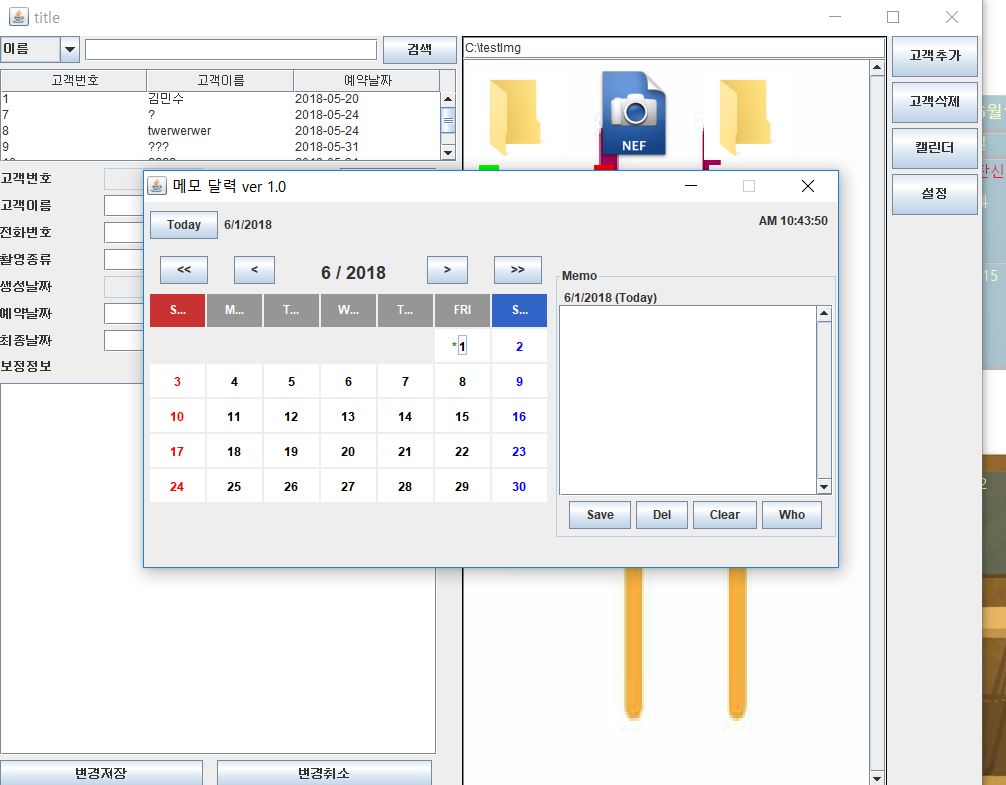 title
이름 검색 C:\testImg 고객추가
고객번호 고객이름 예약날짜
1 김민수 2018-05-20
7 ? 2018-05-24
8 twerwerwer 2018-05-24
9 ??? 2018-05-31
NEF
고객삭제
캘린더
설정
고객번호
고객이름
전화번호
촬영종류
생성날짜
예약날짜
최종날짜
보정정보
메모 달력 ver 1.0
Today 6/1/2018 AM 10:43:50
<< < 6 / 2018 > >>
S... M... T... W... T... FRI S...
*1 2
3 4 5 6 7 8 9
10 11 12 13 14 15 16
17 18 19 20 21 22 23
24 25 26 27 28 29 30
Memo
6/1/2018 (Today)
Save Del Clear Who
변경저장 변경취소
15